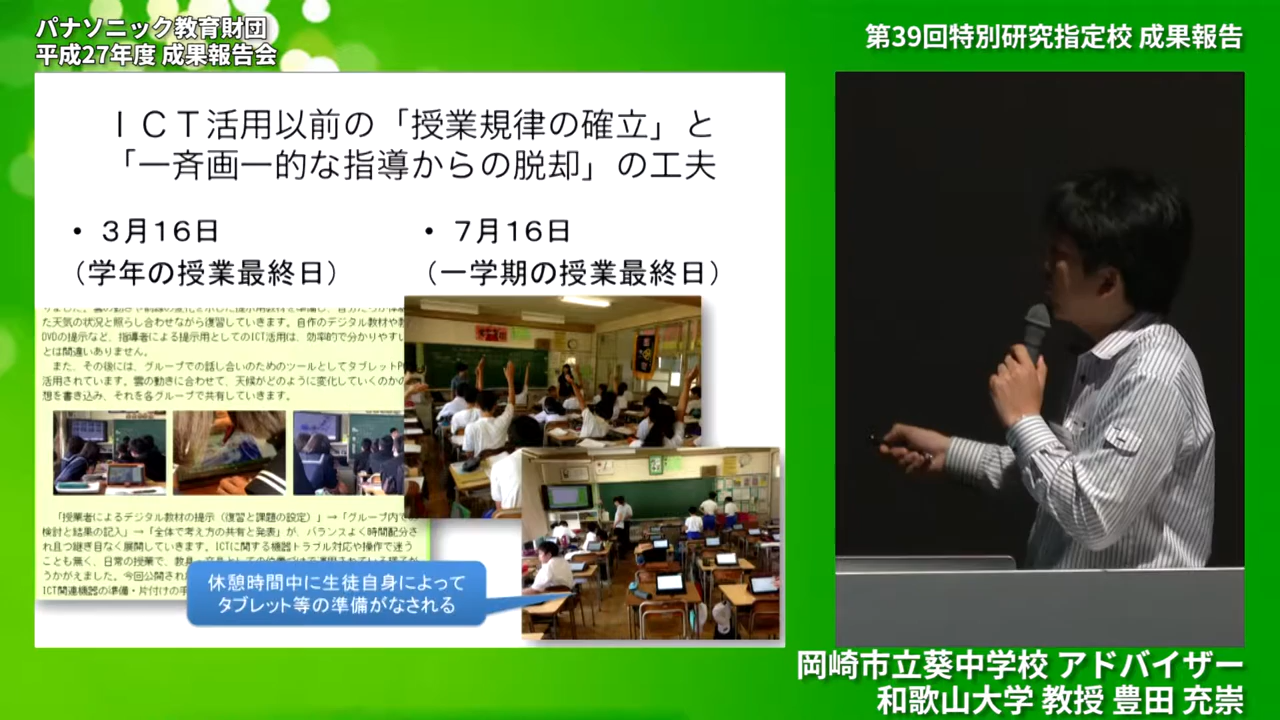 パナソニック教育財団
平成27年度 成果報告会
第39回特別研究指定校 成果報告
ＩＣＴ活用以前の「授業規律の確立」と
「一斉画一的な指導からの脱却」の工夫
• ３月１６日
（学年の授業最終日）
• ７月１６日
（一学期の授業最終日）
た天気の状況と照らし合わせながら復習していきます。自作のデジタル教材や教
DVDの提示など、指導者による提示用としてのICT活用は、効率的で分かりやすい
とは間違いありません。
また、その後には、グループでの話し合いのためのツールとしてタブレットP
活用されています。雲の動きに合わせて、天候がどのように変化していくのかの
想を書き込み、それを各グループで共有していきます。
「授業者によるデジタル教材の提示（復習と課題の設定）」→「グループ内で
検討と結果の記入」→「全体で考え方の共有と発表」が、バランスよく時間配分さ
れ且つ継ぎ目なく展開していきます。ICTに関する機器トラブル対応や操作で迷う
ことも無く、日常の授業で、教具・文具としての
うかがえました。今回公開され
ICT関連機器の準備・片付けの手
休憩時間中に生徒自身によって
タブレット等の準備がなされる
岡崎市立葵中学校 アドバイザー
和歌山大学 教授 豊田 充崇